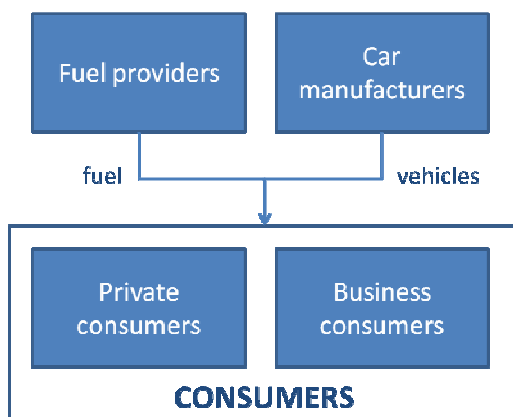 Fuel providers
Car
manufacturers
fuel
vehicles
Private
consumers
Business
consumers
CONSUMERS